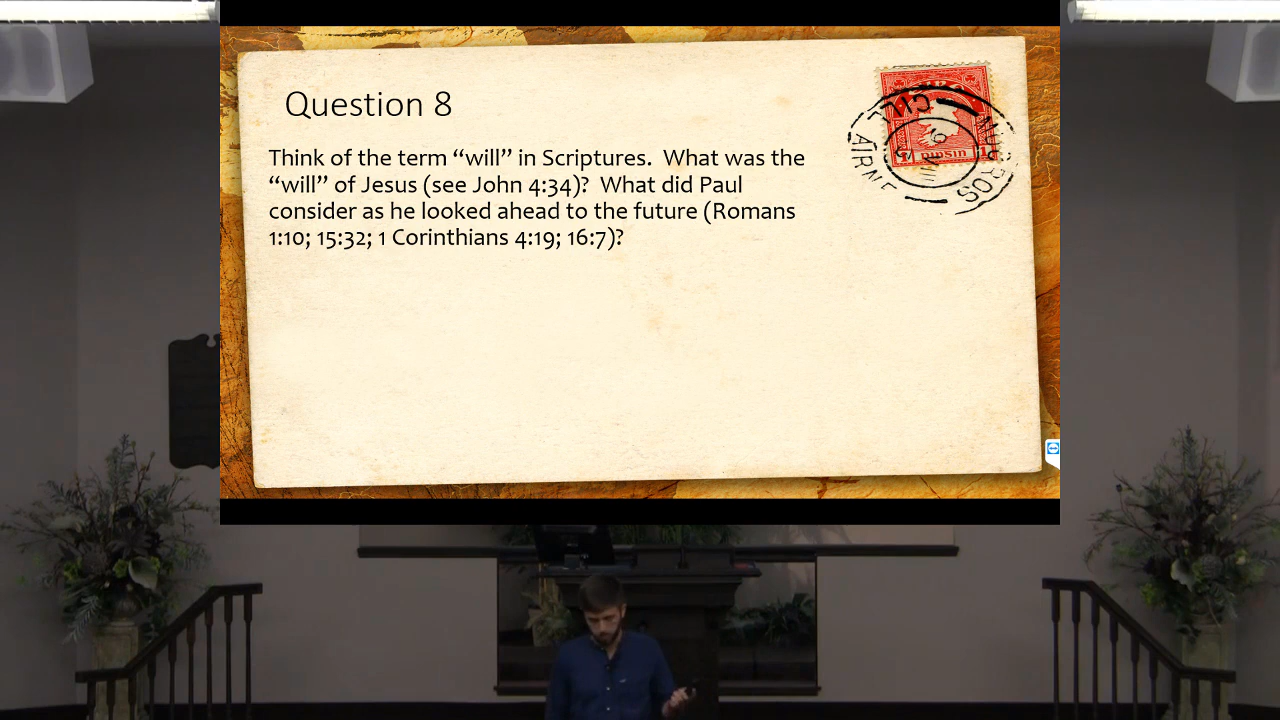 Question 8
Think of the term “will” in Scriptures.  What was the
“will” of Jesus (see John 4:34)?  What did Paul
consider as he looked ahead to the future (Romans
1:10; 15:32; 1 Corinthians 4:19; 16:7)?